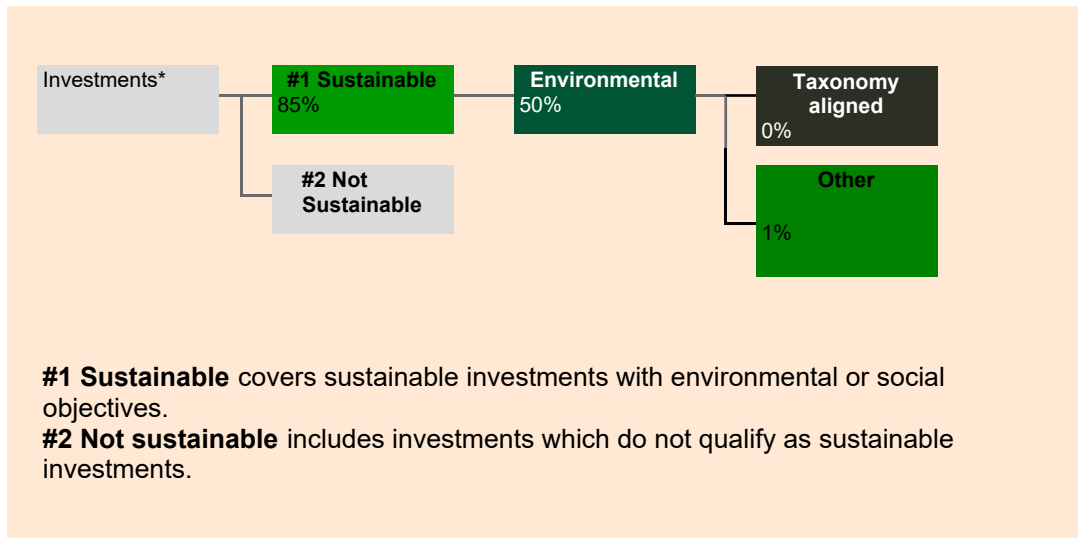 Investments*
#1 Sustainable
85%
Environmental
50%
Taxonomy
aligned
0%
#2 Not
Sustainable
Other
1%
#1 Sustainable covers sustainable investments with environmental or social
objectives.
#2 Not sustainable includes investments which do not qualify as sustainable
investments.